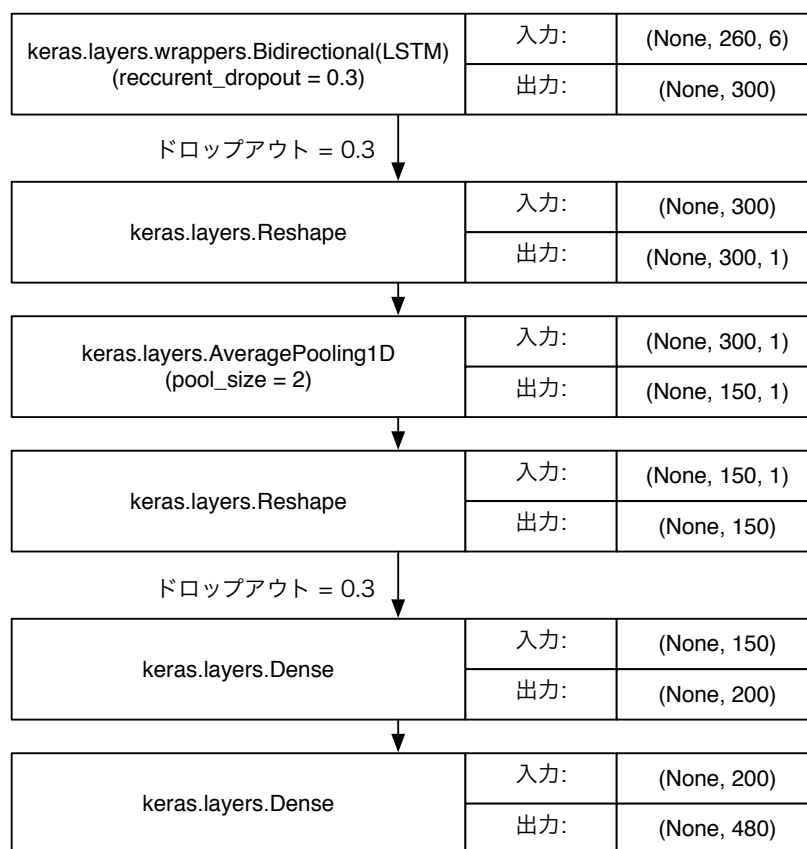 keras.layers.wrappers.Bidirectional(LSTM)
(reccurent_dropout = 0.3)
入力:
(None, 260, 6)
出力:
(None, 300)
ドロップアウト = 0.3
keras.layers.Reshape
入力:
(None, 300)
出力:
(None, 300, 1)
keras.layers.AveragePooling1D
(pool_size = 2)
入力:
(None, 300, 1)
出力:
(None, 150, 1)
keras.layers.Reshape
入力:
(None, 150, 1)
出力:
(None, 150)
ドロップアウト = 0.3
keras.layers.Dense
入力:
(None, 150)
出力:
(None, 200)
keras.layers.Dense
入力:
(None, 200)
出力:
(None, 480)